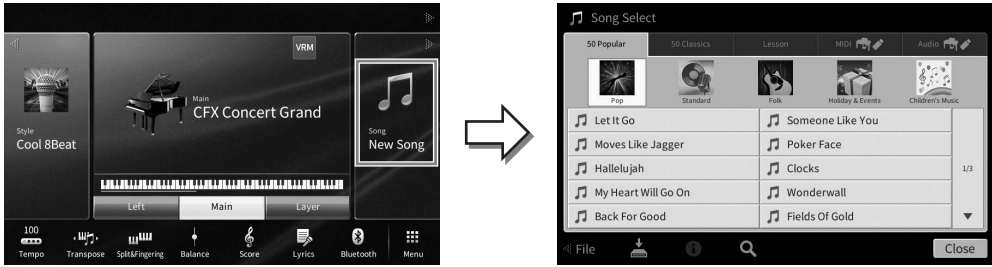 VRM
Style
Cool 8Beat
Main
CFX Concert Grand
Song
New Song
Left Main Layer
100
Tempo Transpose Split&Fingering Balance Score Lyrics Bluetooth Menu
Song Select
50 Popular 50 Classics Lesson MIDI Audio
Pop Standard Folk Holiday & Events Children's Music
Let It Go Someone Like You
Moves Like Jagger Poker Face
Hallelujah Clocks 1/3
My Heart Will Go On Wonderwall
Back For Good Fields Of Gold
File Close